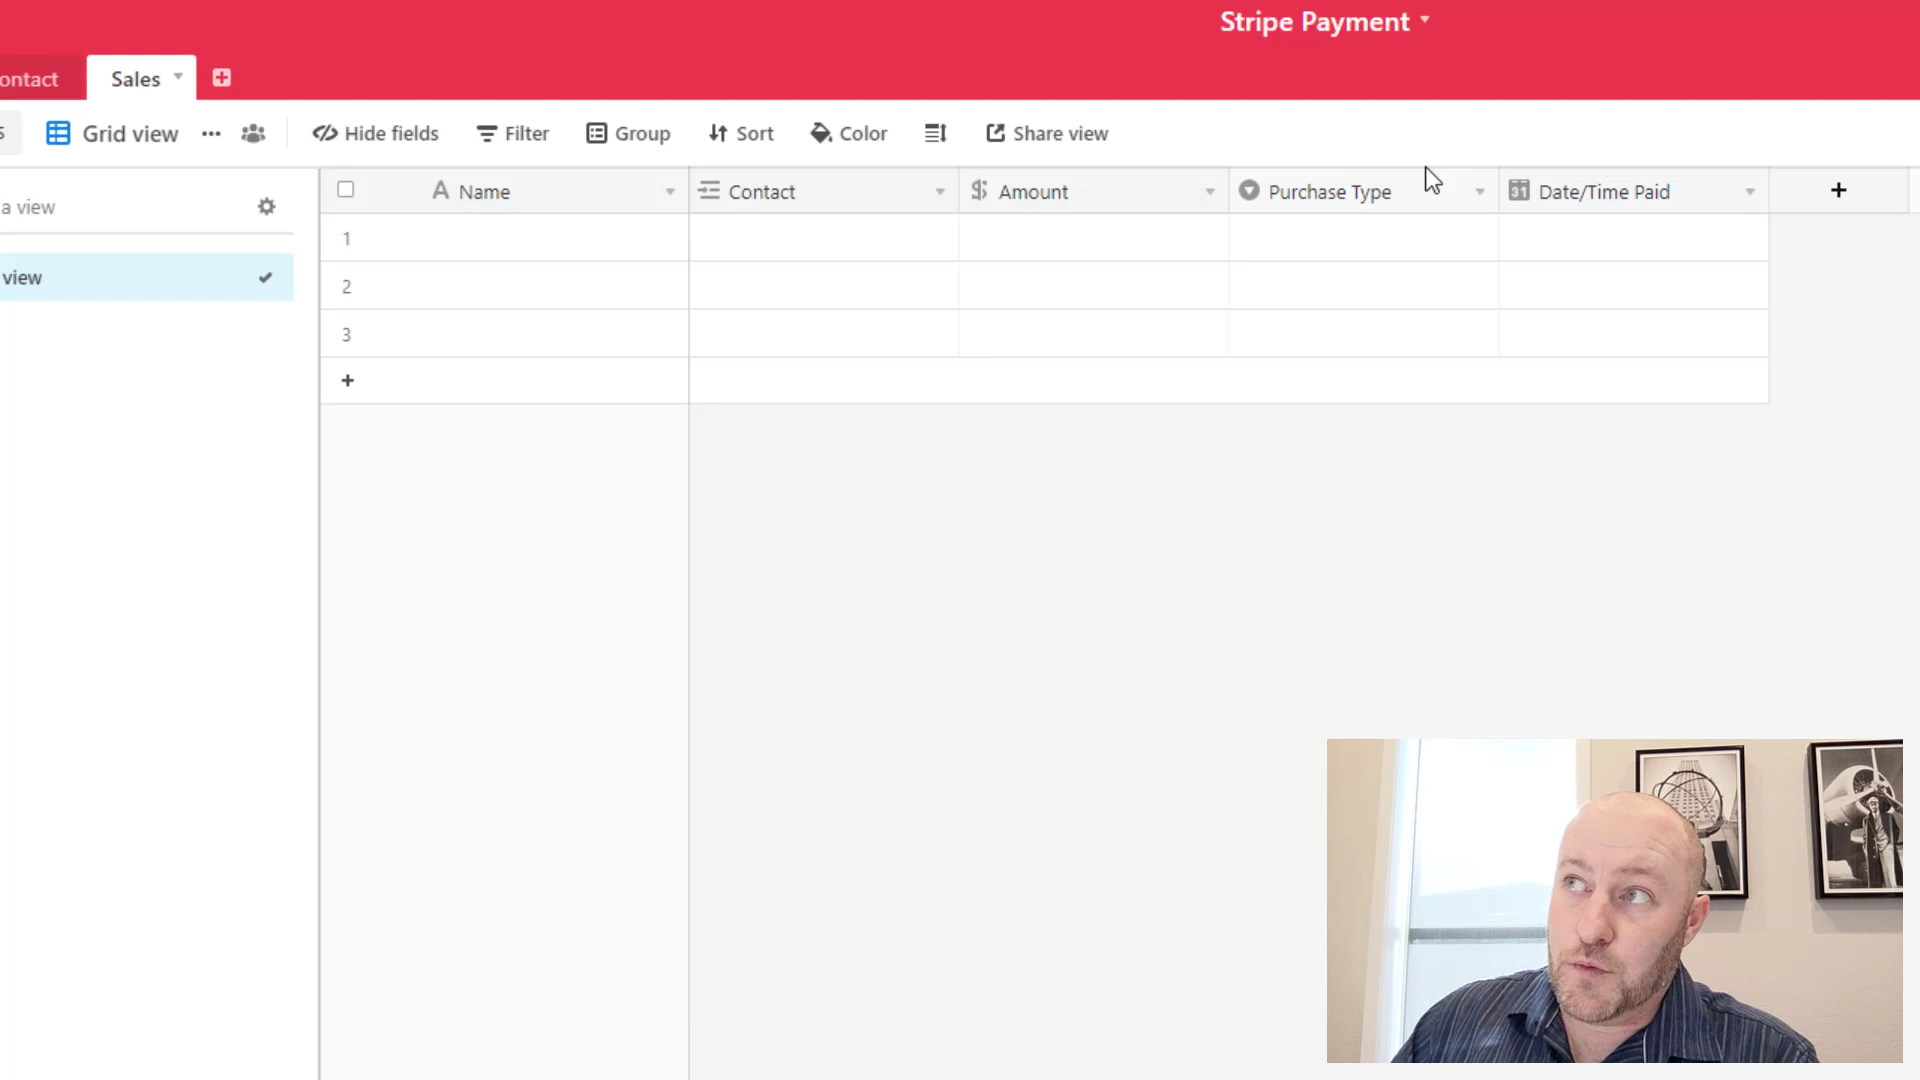 Stripe Payment
ontact
Sales
S
Grid view
Hide fields
Filter
Group
Sort
Color
Share view
a view
view
Name
Contact
Amount
Purchase Type
31
Date/Time Paid
1
2
3